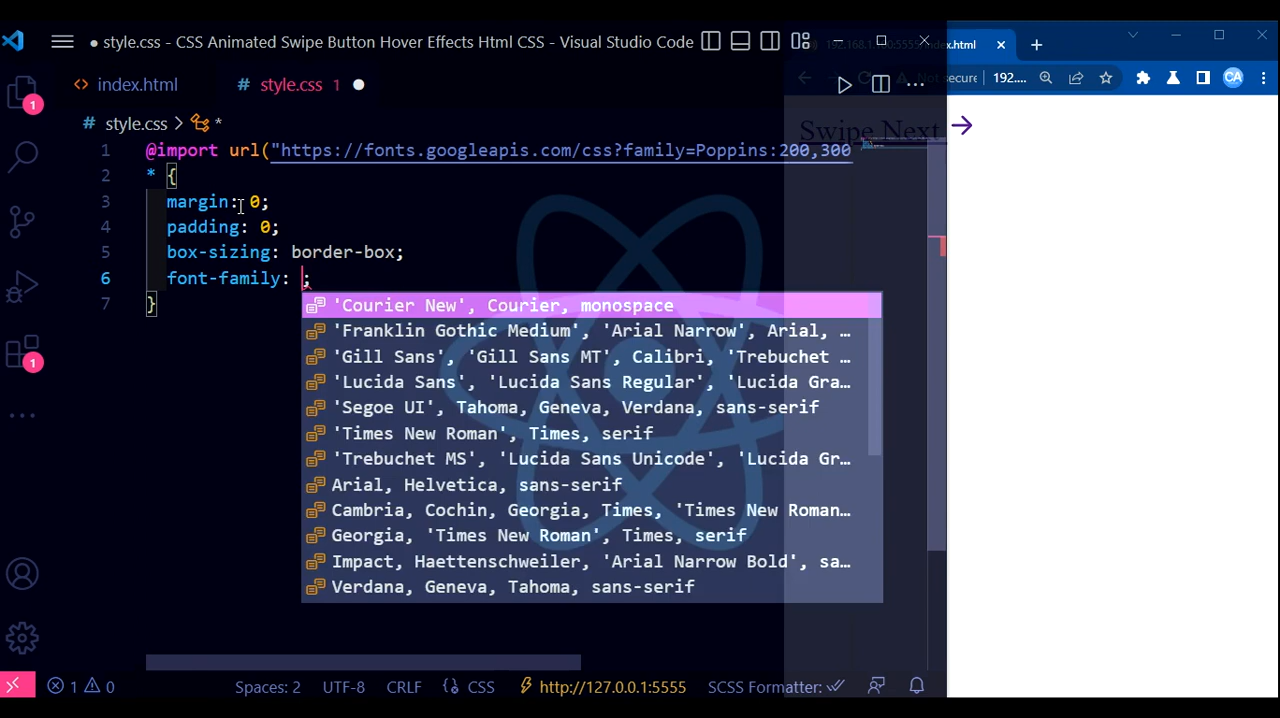 ● style.css - CSS Animated Swipe Button Hover Effects Html CSS - Visual Studio Code
index.html
# style.css 1 ●
# style.css > *
Not secure 192....
CA
Swipe Next →
1 @import url("https://fonts.googleapis.com/css?family=Poppins:200,300
2 * {
3 margin: 0;
4 padding: 0;
5 box-sizing: border-box;
6 font-family: ;
7 }
'Courier New', Courier, monospace
'Franklin Gothic Medium', 'Arial Narrow', Arial, …
'Gill Sans', 'Gill Sans MT', Calibri, 'Trebuchet …
'Lucida Sans', 'Lucida Sans Regular', 'Lucida Gra…
'Segoe UI', Tahoma, Geneva, Verdana, sans-serif
'Times New Roman', Times, serif
'Trebuchet MS', 'Lucida Sans Unicode', 'Lucida Gr…
Arial, Helvetica, sans-serif
Cambria, Cochin, Georgia, Times, 'Times New Roman…
Georgia, 'Times New Roman', Times, serif
Impact, Haettenschweiler, 'Arial Narrow Bold', sa…
Verdana, Geneva, Tahoma, sans-serif
1
1
1 0 Spaces: 2 UTF-8 CRLF {} CSS http://127.0.0.1:5555 SCSS Formatter: